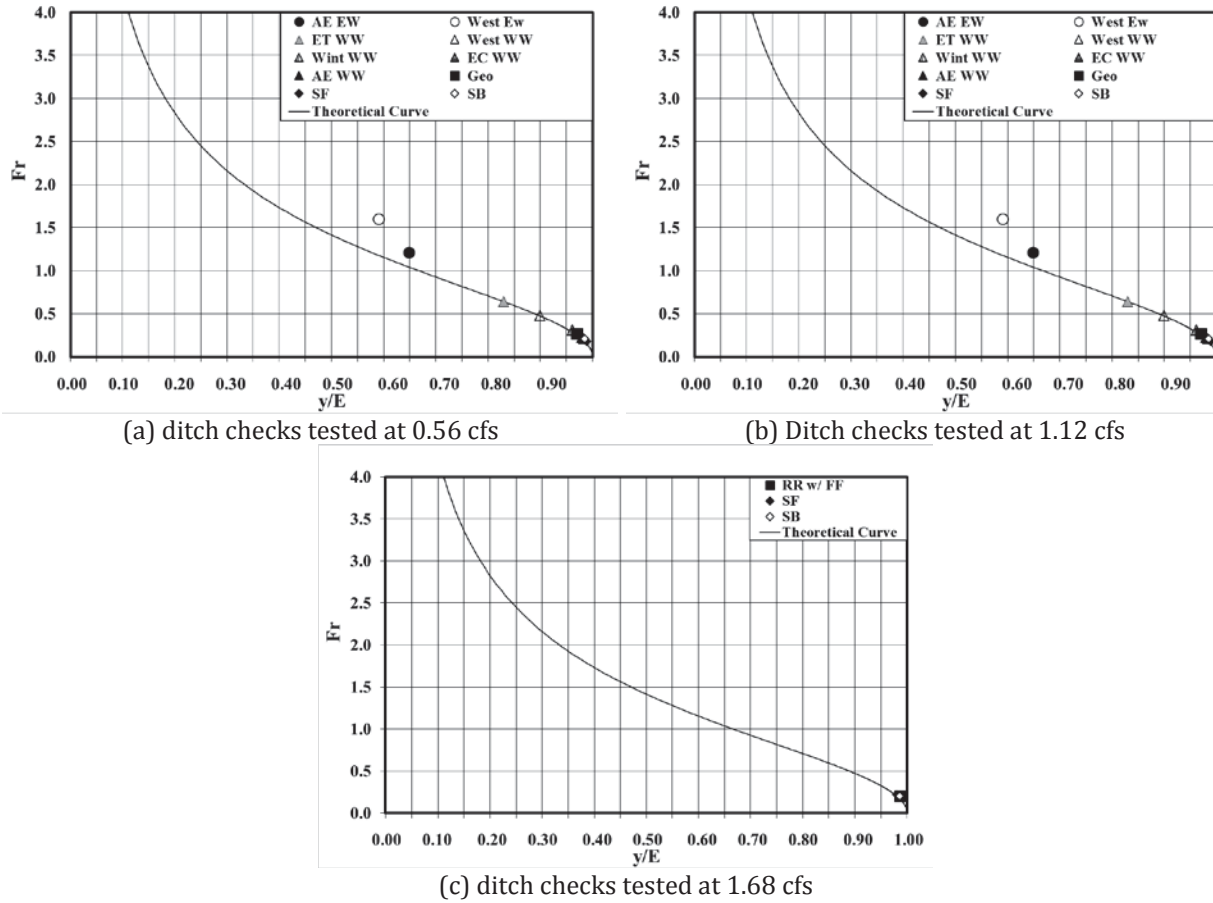 4.0
3.5
3.0
2.5
2.0
1.5
1.0
0.5
0.0
Fr
AE EW West Ew
ET WW West WW
Wint WW EC WW
AE WW Geo
SF SB
Theoretical Curve
0.00 0.10 0.20 0.30 0.40 0.50 0.60 0.70 0.80 0.90
y/E
(a) ditch checks tested at 0.56 cfs
4.0
3.5
3.0
2.5
2.0
1.5
1.0
0.5
0.0
Fr
AE EW West Ew
ET WW West WW
Wint WW EC WW
AE WW Geo
SF SB
Theoretical Curve
0.00 0.10 0.20 0.30 0.40 0.50 0.60 0.70 0.80 0.90
y/E
(b) Ditch checks tested at 1.12 cfs
4.0
3.5
3.0
2.5
2.0
1.5
1.0
0.5
0.0
Fr
RR w/ FF
SF
SB
Theoretical Curve
0.00 0.10 0.20 0.30 0.40 0.50 0.60 0.70 0.80 0.90 1.00
y/E
(c) ditch checks tested at 1.68 cfs